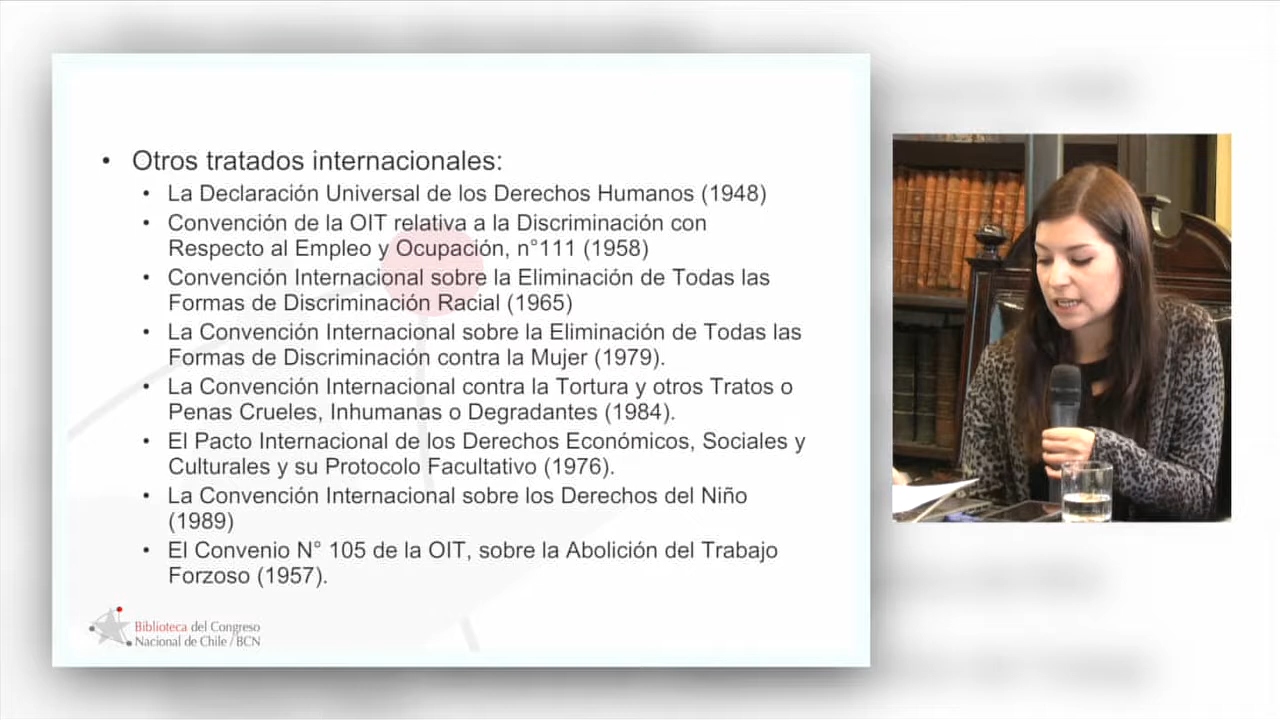 • Otros tratados internacionales:
• La Declaración Universal de los Derechos Humanos (1948)
• Convención de la OIT relativa a la Discriminación con
Respecto al Empleo y Ocupación, n°111 (1958)
• Convención Internacional sobre la Eliminación de Todas las
Formas de Discriminación Racial (1965)
• La Convención Internacional sobre la Eliminación de Todas las
Formas de Discriminación contra la Mujer (1979).
• La Convención Internacional contra la Tortura y otros Tratos o
Penas Crueles, Inhumanas o Degradantes (1984).
• El Pacto Internacional de los Derechos Económicos, Sociales y
Culturales y su Protocolo Facultativo (1976).
• La Convención Internacional sobre los Derechos del Niño
(1989)
• El Convenio N° 105 de la OIT, sobre la Abolición del Trabajo
Forzoso (1957).
Biblioteca del Congreso
Nacional de Chile / BCN